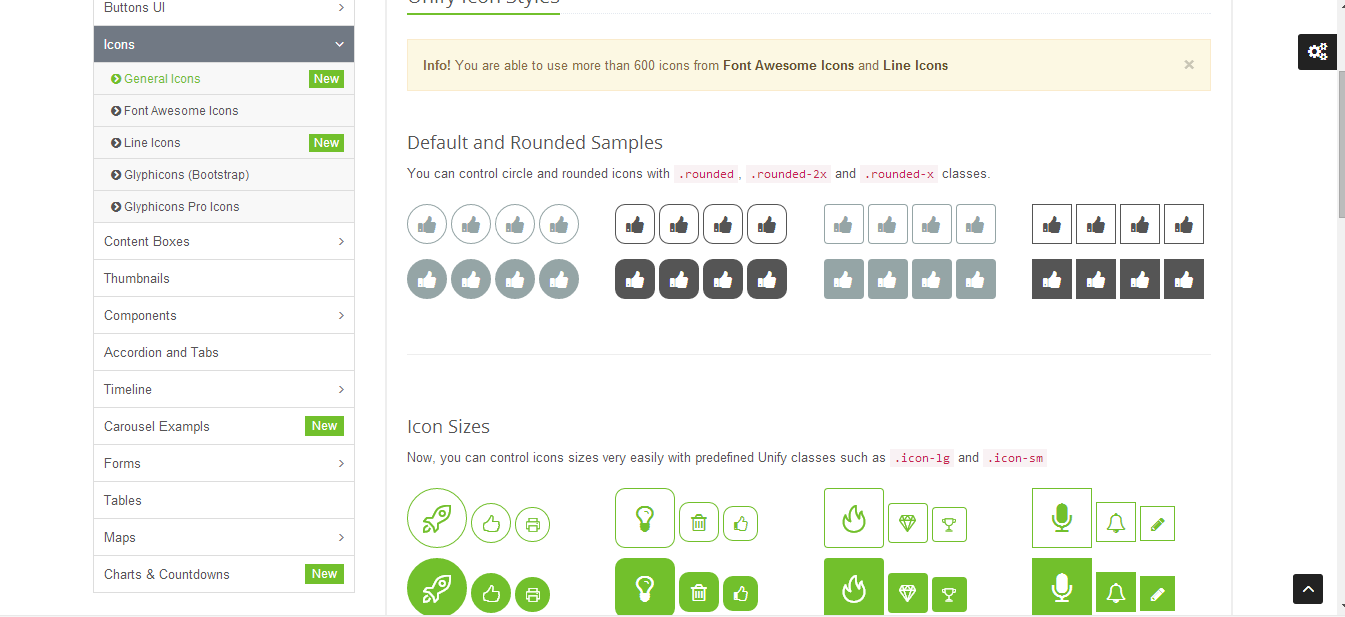 Buttons UI
Icons
General Icons New
Font Awesome Icons
Line Icons New
Glyphicons (Bootstrap)
Glyphicons Pro Icons
Content Boxes
Thumbnails
Components
Accordion and Tabs
Timeline
Carousel Exampls New
Forms
Tables
Maps
Charts & Countdowns New
Unify Icon Styles
Info! You are able to use more than 600 icons from Font Awesome Icons and Line Icons ×
Default and Rounded Samples
You can control circle and rounded icons with .rounded , .rounded-2x and .rounded-x classes.
Icon Sizes
Now, you can control icons sizes very easily with predefined Unify classes such as .icon-lg and .icon-sm